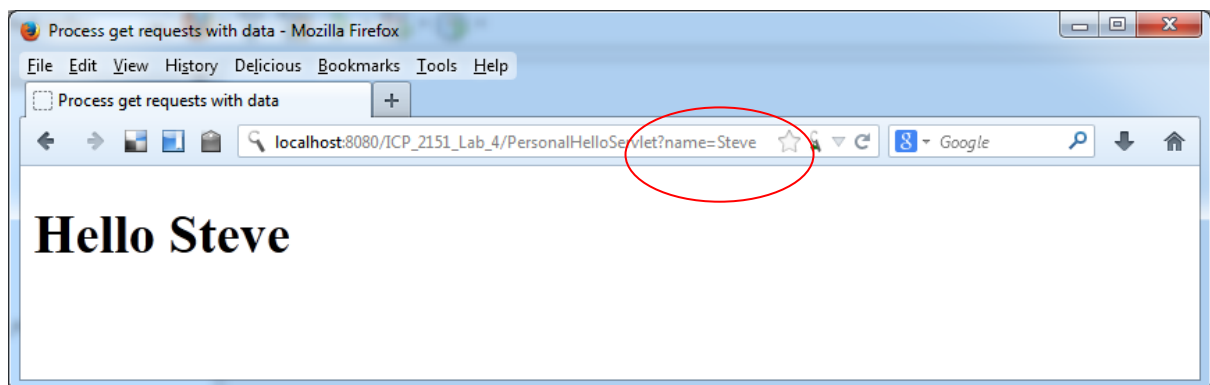 Process get requests with data - Mozilla Firefox
File Edit View History Delicious Bookmarks Tools Help
Process get requests with data +
localhost:8080/ICP_2151_Lab_4/PersonalHelloServlet?name=Steve 8 Google
Hello Steve